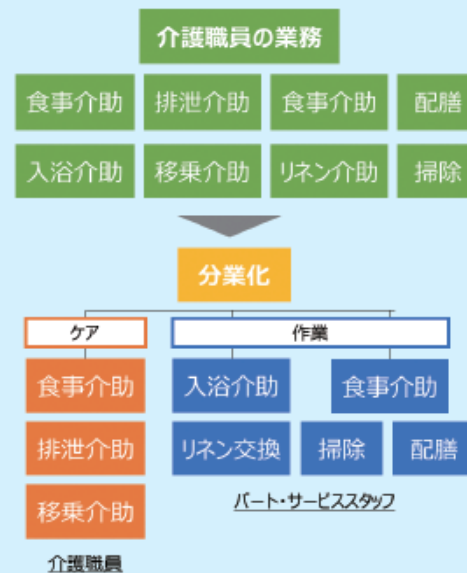 介護職員の業務
食事介助 排泄介助 食事介助 配膳
入浴介助 移乗介助 リネン介助 掃除
分業化
ケア 作業
食事介助 入浴介助 食事介助
排泄介助 リネン交換 掃除 配膳
移乗介助 パート・サービススタッフ
介護職員